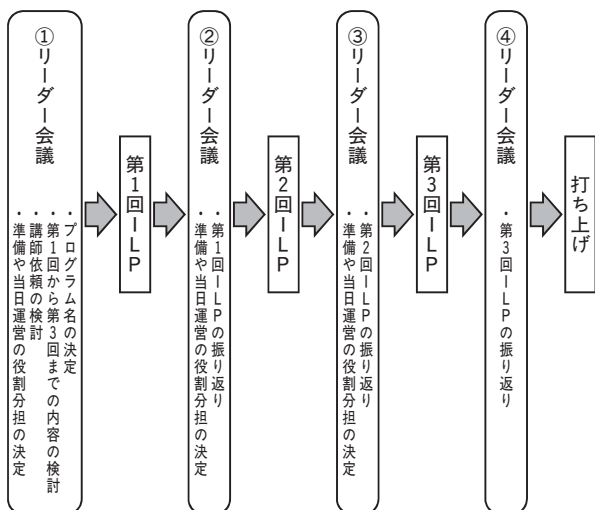 ①リーダー会議
・プログラム名の決定
・第1回から第3回までの内容の検討
・講師依頼の検討
・準備や当日運営の役割分担の決定
第1回ILP
②リーダー会議
・第1回ILPの振り返り
・準備や当日運営の役割分担の決定
第2回ILP
③リーダー会議
・第2回ILPの振り返り
・準備や当日運営の役割分担の決定
第3回ILP
④リーダー会議
・第3回ILPの振り返り
打ち上げ